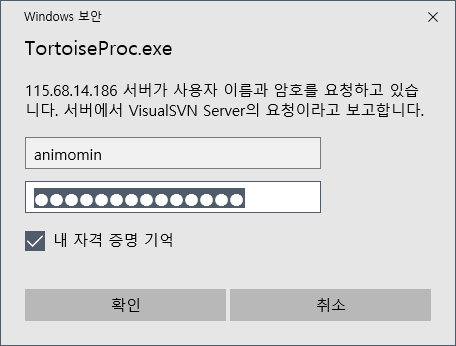 Windows 보안
TortoiseProc.exe
115.68.14.186 서버가 사용자 이름과 암호를 요청하고 있습
니다. 서버에서 VisualSVN Server의 요청이라고 보고합니다.
animomin
●●●●●●●●●●●●●●
내 자격 증명 기억
확인
취소